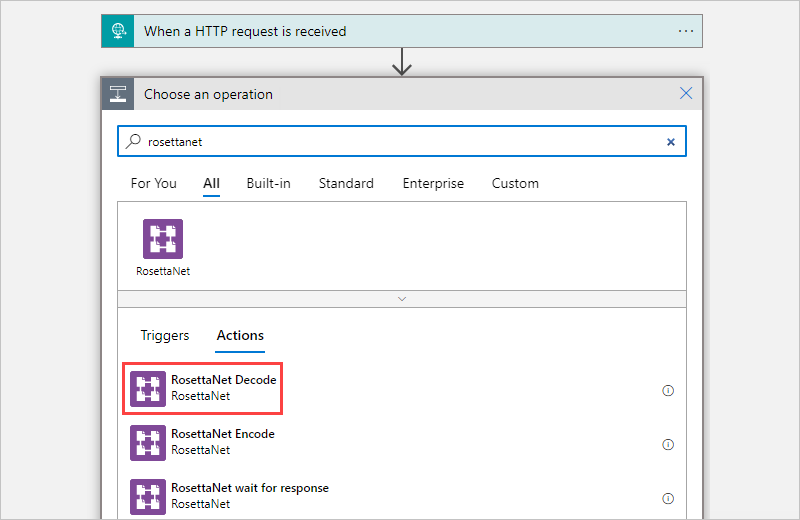 When a HTTP request is received
Choose an operation
rosettanet
For You All Built-in Standard Enterprise Custom
RosettaNet
Triggers Actions
RosettaNet Decode
RosettaNet
RosettaNet Encode
RosettaNet
RosettaNet wait for response
RosettaNet